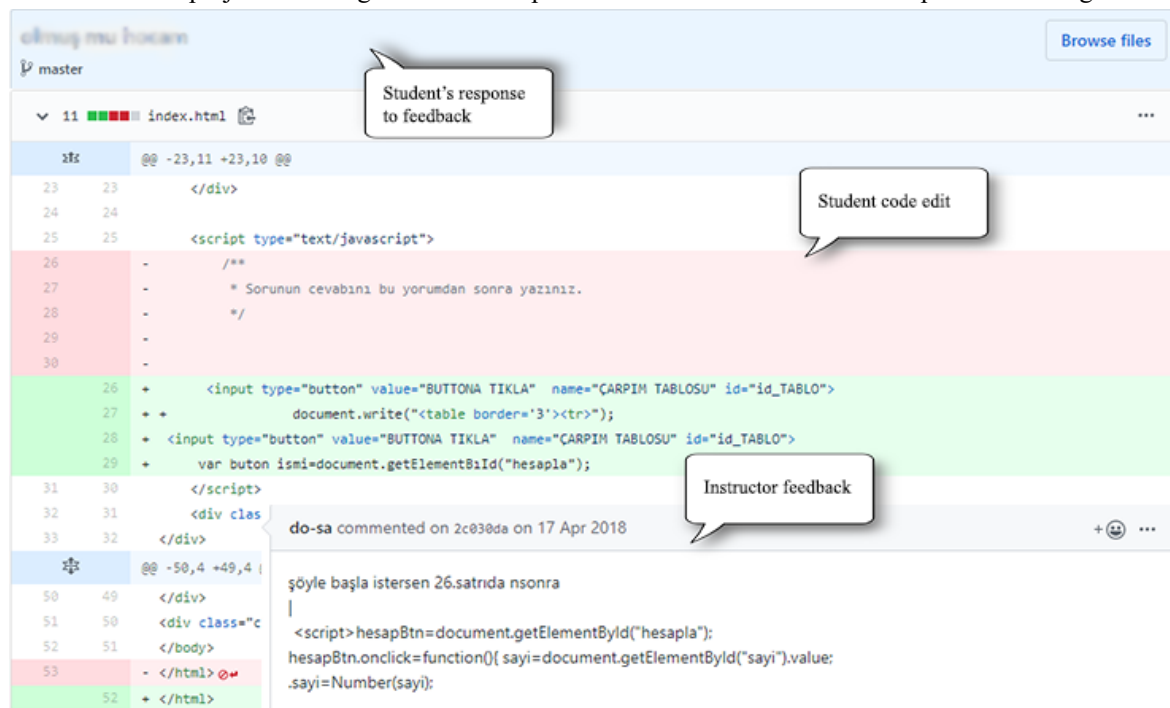 olmuş mu hocam
Browse files
master
Student's response
to feedback
11 index.html
@@ -23,11 +23,10 @@
23 23 </div>
24 24
Student code edit
25 25 <script type="text/javascript">
26 - /**
27 - * Sorunun cevabını bu yorumdan sonra yazınız.
28 - */
29 -
30 -
26 + <input type="button" value="BUTTONA TIKLA" name="ÇARPIM TABLOSU" id="id_TABLO">
27 + + document.write("<table border='3'><tr>");
28 + <input type="button" value="BUTTONA TIKLA" name="ÇARPIM TABLOSU" id="id_TABLO">
29 + var buton ismi=document.getElementBıId("hesapla");
Instructor feedback
31 30 </script>
32 31 <div clas
33 32 </div>
do-sa commented on 2c030da on 17 Apr 2018
@@ -50,4 +49,4
şöyle başla istersen 26.satrıda nsonra
50 49 </div>
51 50 <div class="c
<script>hesapBtn=document.getElementById("hesapla");
52 51 </body>
hesapBtn.onclick=function(){ sayi=document.getElementById("sayi").value;
53 - </html>
.sayi=Number(sayi);
52 + </html>